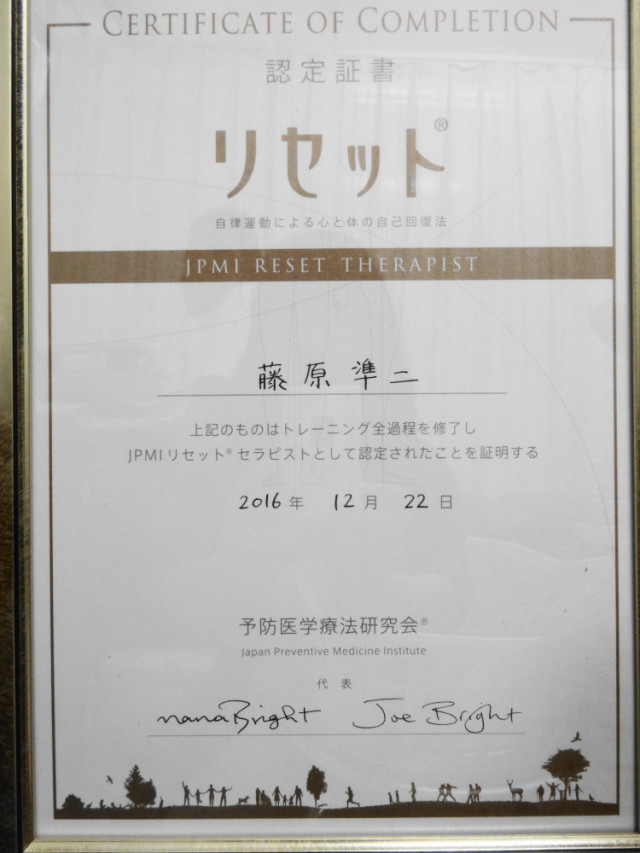 CERTIFICATE OF COMPLETION
認定証書
リセット®
自律運動による心と体の自己回復法
JPMI RESET THERAPIST
藤原準二
上記のものはトレーニング全過程を修了し
JPMIリセット®セラピストとして認定されたことを証明する
2016年 12月 22日
予防医学療法研究会®
Japan Preventive Medicine Institute
代 表
nanaBright Joe Bright